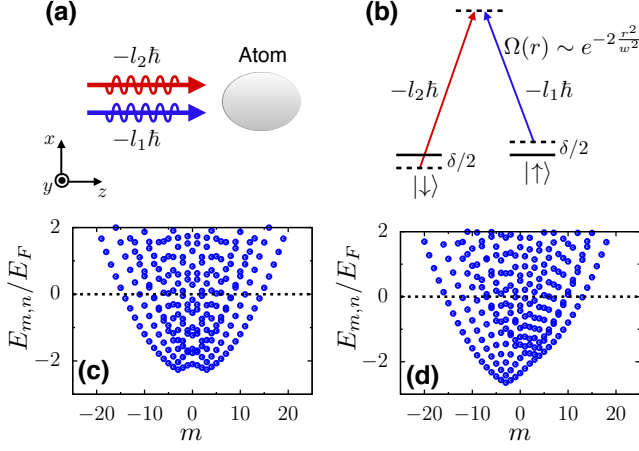 (a)
−l₂ħ
Atom
−l₁ħ
x
y
z
(b)
Ω(r) ∼ e^{−2 r²/w²}
−l₂ħ
−l₁ħ
δ/2
δ/2
|↓⟩
|↑⟩
E_{m,n}/E_F
2
0
−2
(c)
−20 −10 0 10 20
m
E_{m,n}/E_F
2
0
−2
(d)
−20 −10 0 10 20
m